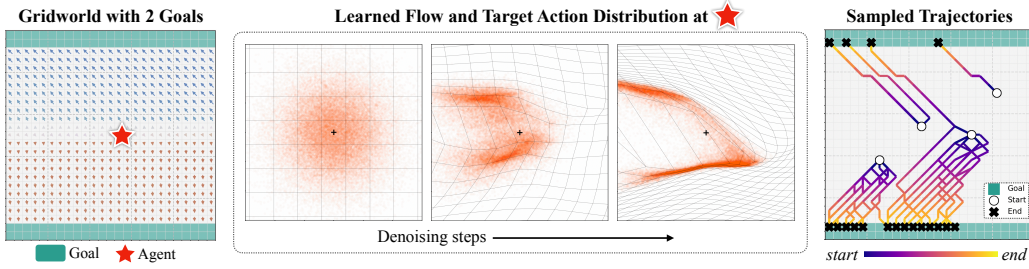 Gridworld with 2 Goals
Learned Flow and Target Action Distribution at
Sampled Trajectories
Goal
Start
End
Denoising steps
Goal
Agent
start
end